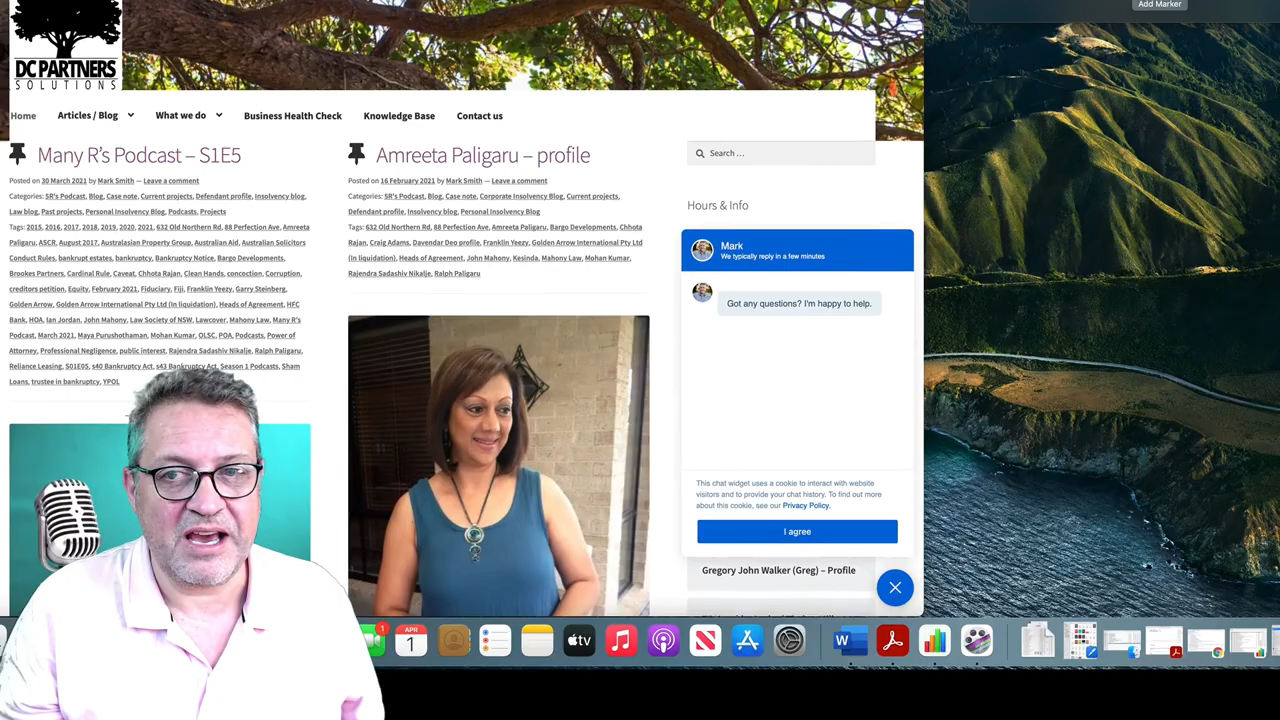 Add Marker
DC PARTNERS
SOLUTIONS
Home Articles / Blog What we do Business Health Check Knowledge Base Contact us
Many R’s Podcast – S1E5
Posted on 30 March 2021 by Mark Smith — Leave a comment
Categories: 5R's Podcast, Blog, Case note, Current projects, Defendant profile, Insolvency blog,
Law blog, Past projects, Personal Insolvency Blog, Podcasts, Projects
Tags: 2015, 2016, 2017, 2018, 2019, 2020, 2021, 632 Old Northern Rd, 88 Perfection Ave, Amreeta
Paligaru, ASCR, August 2017, Australasian Property Group, Australian Aid, Australian Solicitors
Conduct Rules, bankrupt estates, bankruptcy, Bankruptcy Notice, Bargo Developments,
Brookes Partners, Cardinal Rule, Caveat, Chhota Rajan, Clean Hands, concoction, Corruption,
creditors petition, Equity, February 2021, Fiduciary, Fiji, Franklin Yeezy, Garry Steinberg,
Golden Arrow, Golden Arrow International Pty Ltd (In liquidation), Heads of Agreement, HFC
Bank, HOA, Ian Jordan, John Mahony, Law Society of NSW, Lawcover, Mahony Law, Many R's
Podcast, March 2021, Maya Purushothaman, Mohan Kumar, OLSC, POA, Podcasts, Power of
Attorney, Professional Negligence, public interest, Rajendra Sadashiv Nikalje, Ralph Paligaru,
Reliance Leasing, S01E05, s40 Bankruptcy Act, s43 Bankruptcy Act, Season 1 Podcasts, Sham
Loans, trustee in bankruptcy, YPOL
Amreeta Paligaru – profile
Posted on 16 February 2021 by Mark Smith — Leave a comment
Categories: 5R's Podcast, Blog, Case note, Corporate Insolvency Blog, Current projects,
Defendant profile, Insolvency blog, Personal Insolvency Blog
Tags: 632 Old Northern Rd, 88 Perfection Ave, Amreeta Paligaru, Bargo Developments, Chhota
Rajan, Craig Adams, Davendar Deo profile, Franklin Yeezy, Golden Arrow International Pty Ltd
(In liquidation), Heads of Agreement, John Mahony, Kesinda, Mahony Law, Mohan Kumar,
Rajendra Sadashiv Nikalje, Ralph Paligaru
Search …
Hours & Info
Mark
We typically reply in a few minutes
Got any questions? I'm happy to help.
This chat widget uses a cookie to interact with website
visitors and to provide your chat history. To find out more
about this cookie, see our Privacy Policy.
I agree
Gregory John Walker (Greg) – Profile
1
APR
1
tv
W